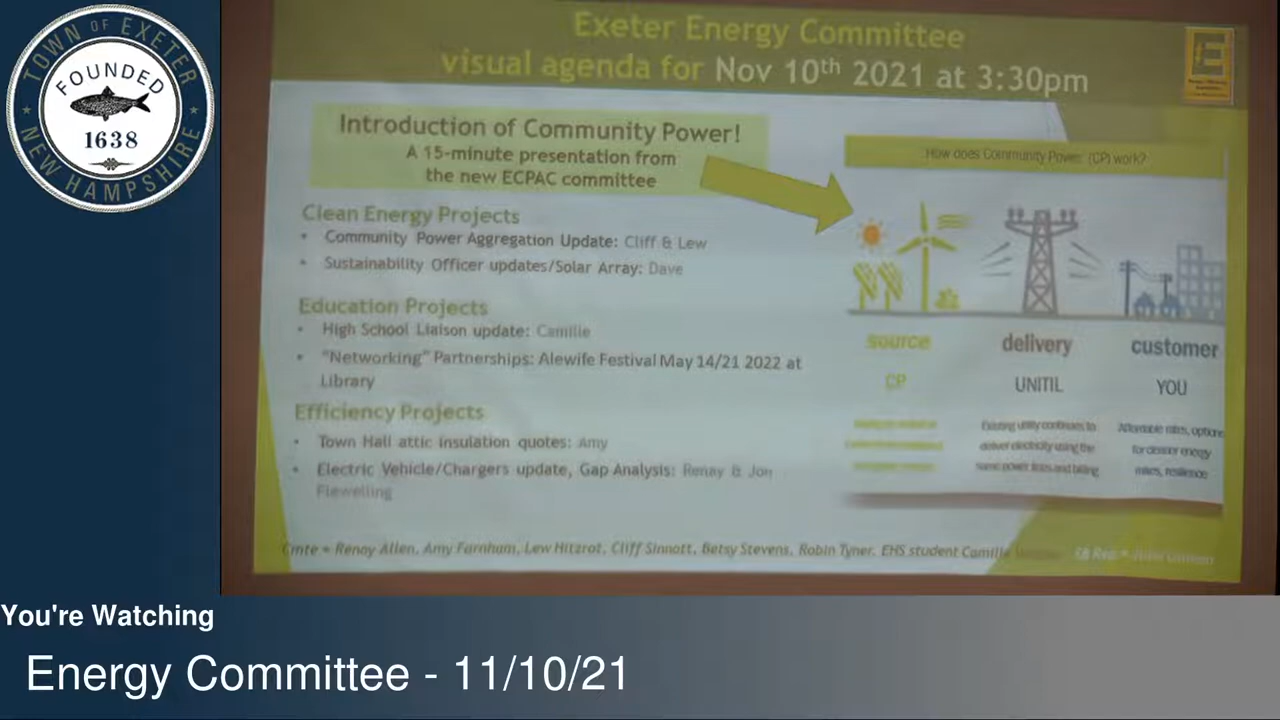 TOWN OF EXETER
FOUNDED
1638
NEW HAMPSHIRE
Exeter Energy Committee
visual agenda for Nov 10th 2021 at 3:30pm
E
Introduction of Community Power!
A 15-minute presentation from
the new ECPAC committee
How does Community Power (CP) work?
Clean Energy Projects
• Community Power Aggregation Update: Cliff & Lew
• Sustainability Officer updates/Solar Array: Dave
Education Projects
• High School Liaison update: Camille
• "Networking" Partnerships: Alewife Festival May 14/21 2022 at
Library
Efficiency Projects
• Town Hall attic insulation quotes: Amy
• Electric Vehicle/Chargers update, Gap Analysis: Renay & Jon
Flewelling
source
delivery
customer
CP
UNITIL
YOU
Existing utility continues to
deliver electricity using the
same power lines and billing
Affordable rates, options
for cleaner energy
mixes, resilience
Cmte = Renay Allen, Amy Farnham, Lew Hitzrot, Cliff Sinnott, Betsy Stevens, Robin Tyner, EHS student Camille
SB Rep =
You're Watching
Energy Committee - 11/10/21